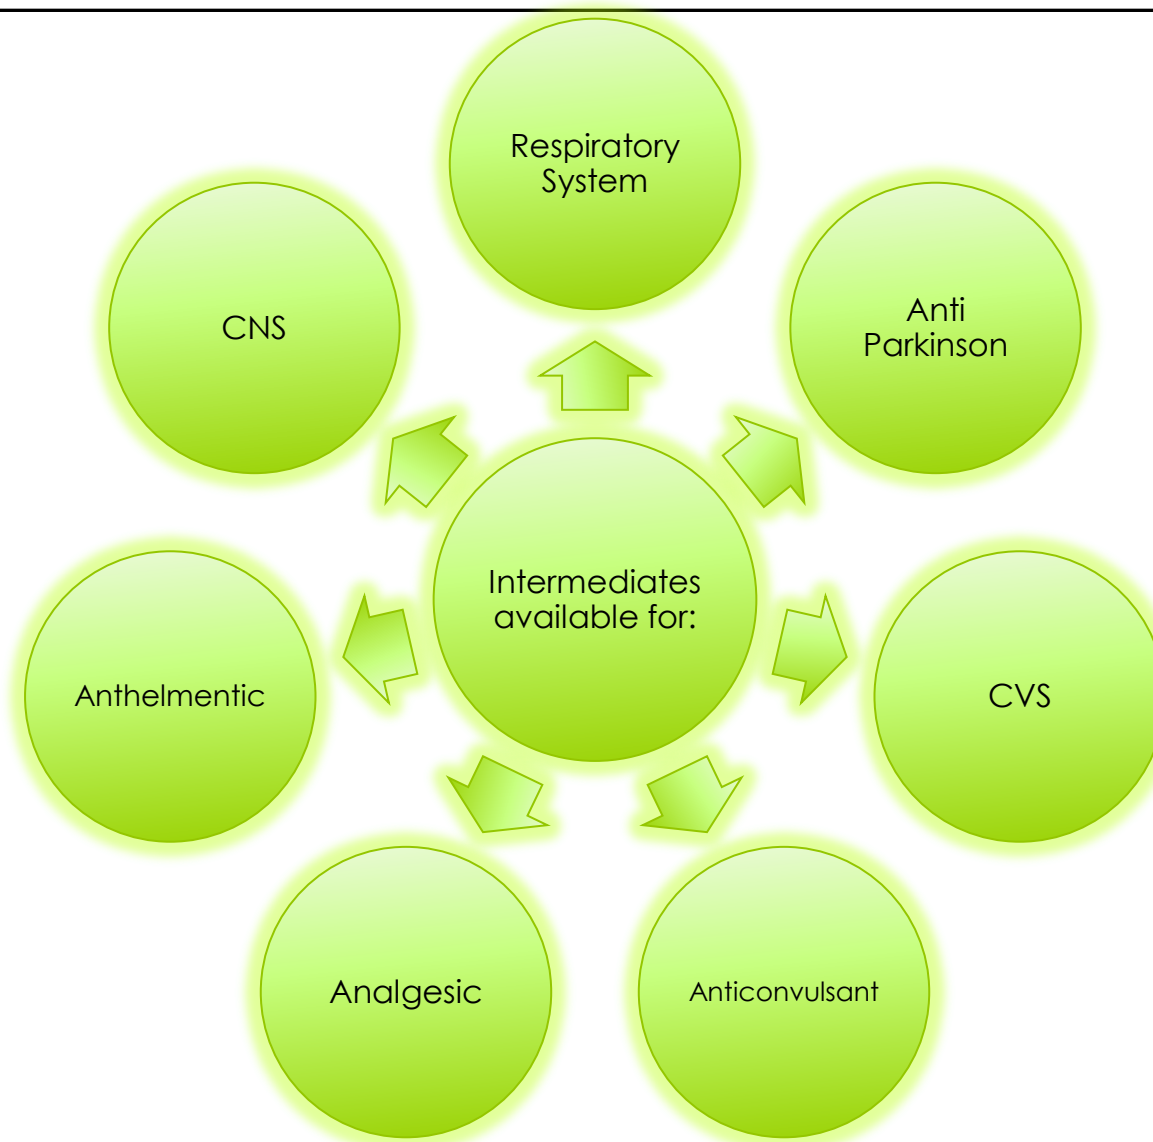 Respiratory
System
Anti
Parkinson
CVS
Anticonvulsant
Analgesic
Anthelmentic
CNS
Intermediates
available for: